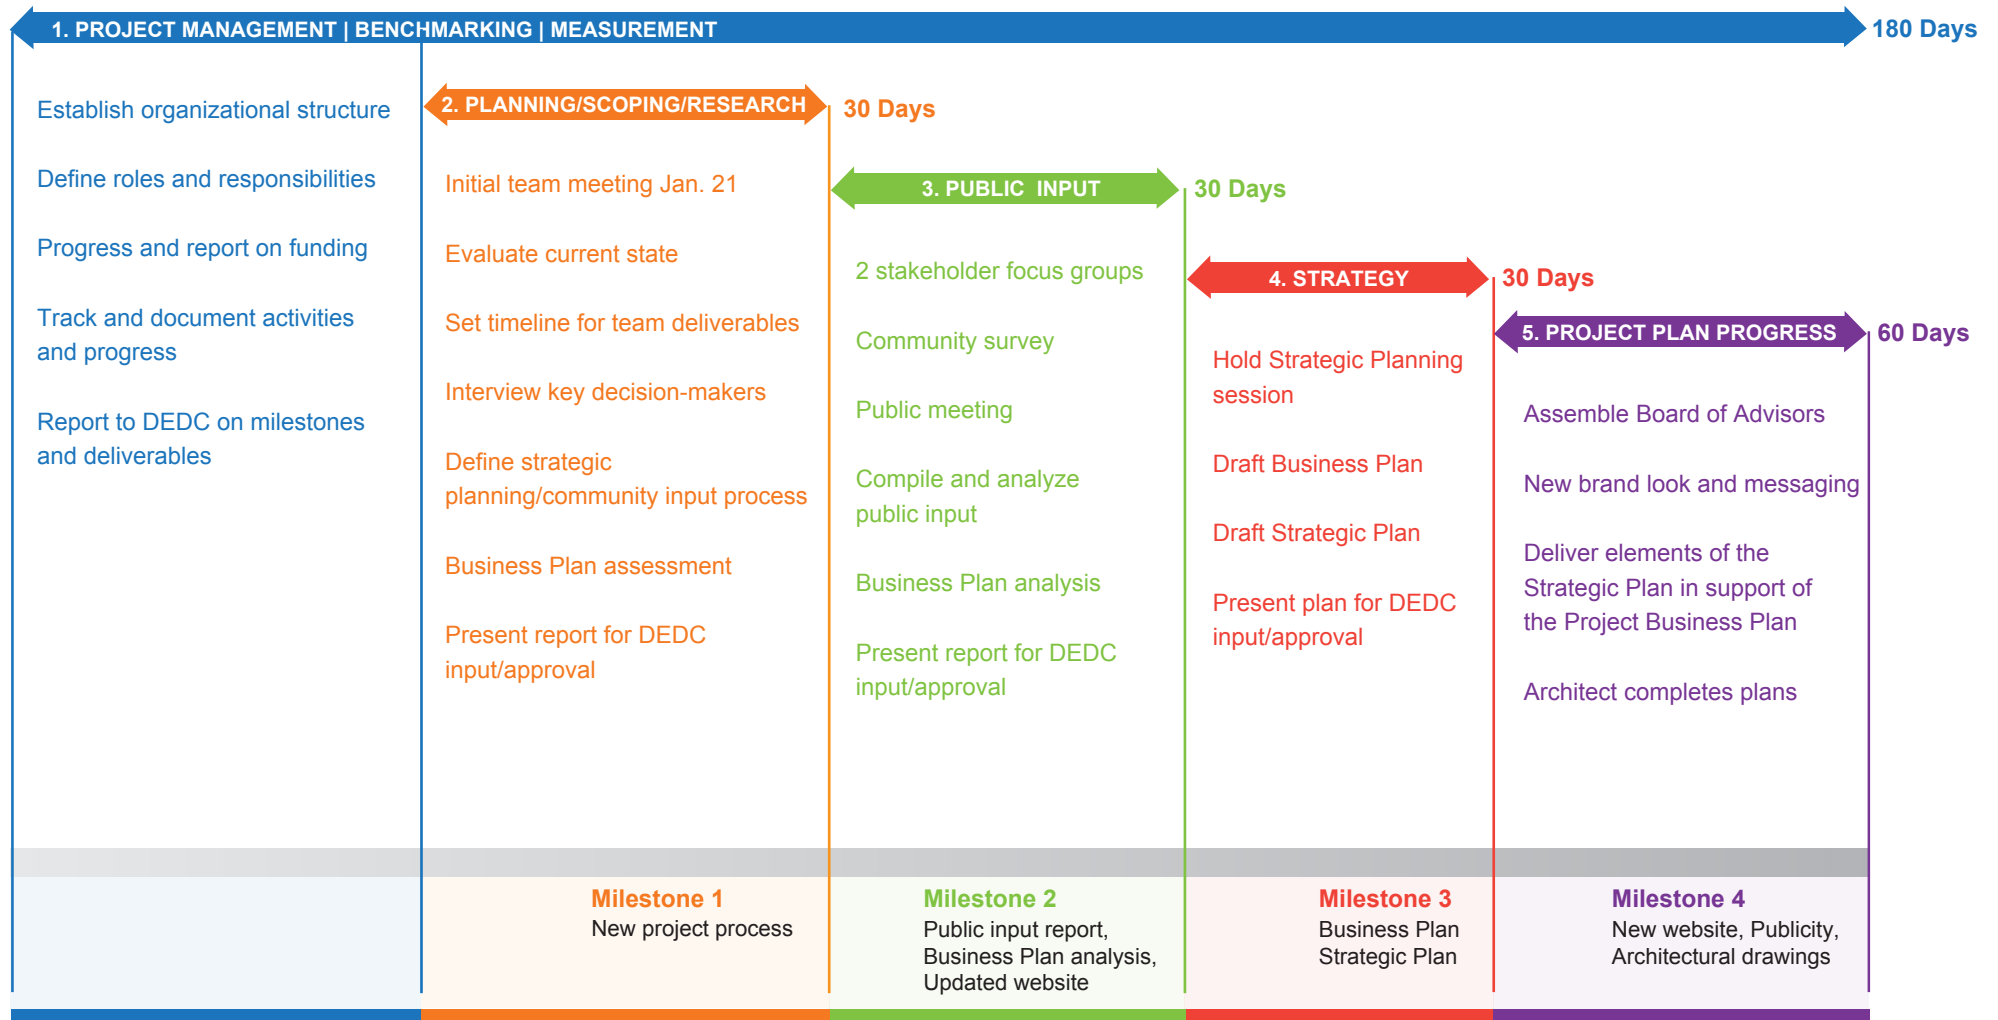 1. PROJECT MANAGEMENT | BENCHMARKING | MEASUREMENT
180 Days
Establish organizational structure
Define roles and responsibilities
Progress and report on funding
Track and document activities
and progress
Report to DEDC on milestones
and deliverables
2. PLANNING/SCOPING/RESEARCH
30 Days
Initial team meeting Jan. 21
Evaluate current state
Set timeline for team deliverables
Interview key decision-makers
Define strategic
planning/community input process
Business Plan assessment
Present report for DEDC
input/approval
3. PUBLIC INPUT
30 Days
2 stakeholder focus groups
Community survey
Public meeting
Compile and analyze
public input
Business Plan analysis
Present report for DEDC
input/approval
4. STRATEGY
30 Days
Hold Strategic Planning
session
Draft Business Plan
Draft Strategic Plan
Present plan for DEDC
input/approval
5. PROJECT PLAN PROGRESS
60 Days
Assemble Board of Advisors
New brand look and messaging
Deliver elements of the
Strategic Plan in support of
the Project Business Plan
Architect completes plans
Milestone 1
New project process
Milestone 2
Public input report,
Business Plan analysis,
Updated website
Milestone 3
Business Plan
Strategic Plan
Milestone 4
New website, Publicity,
Architectural drawings